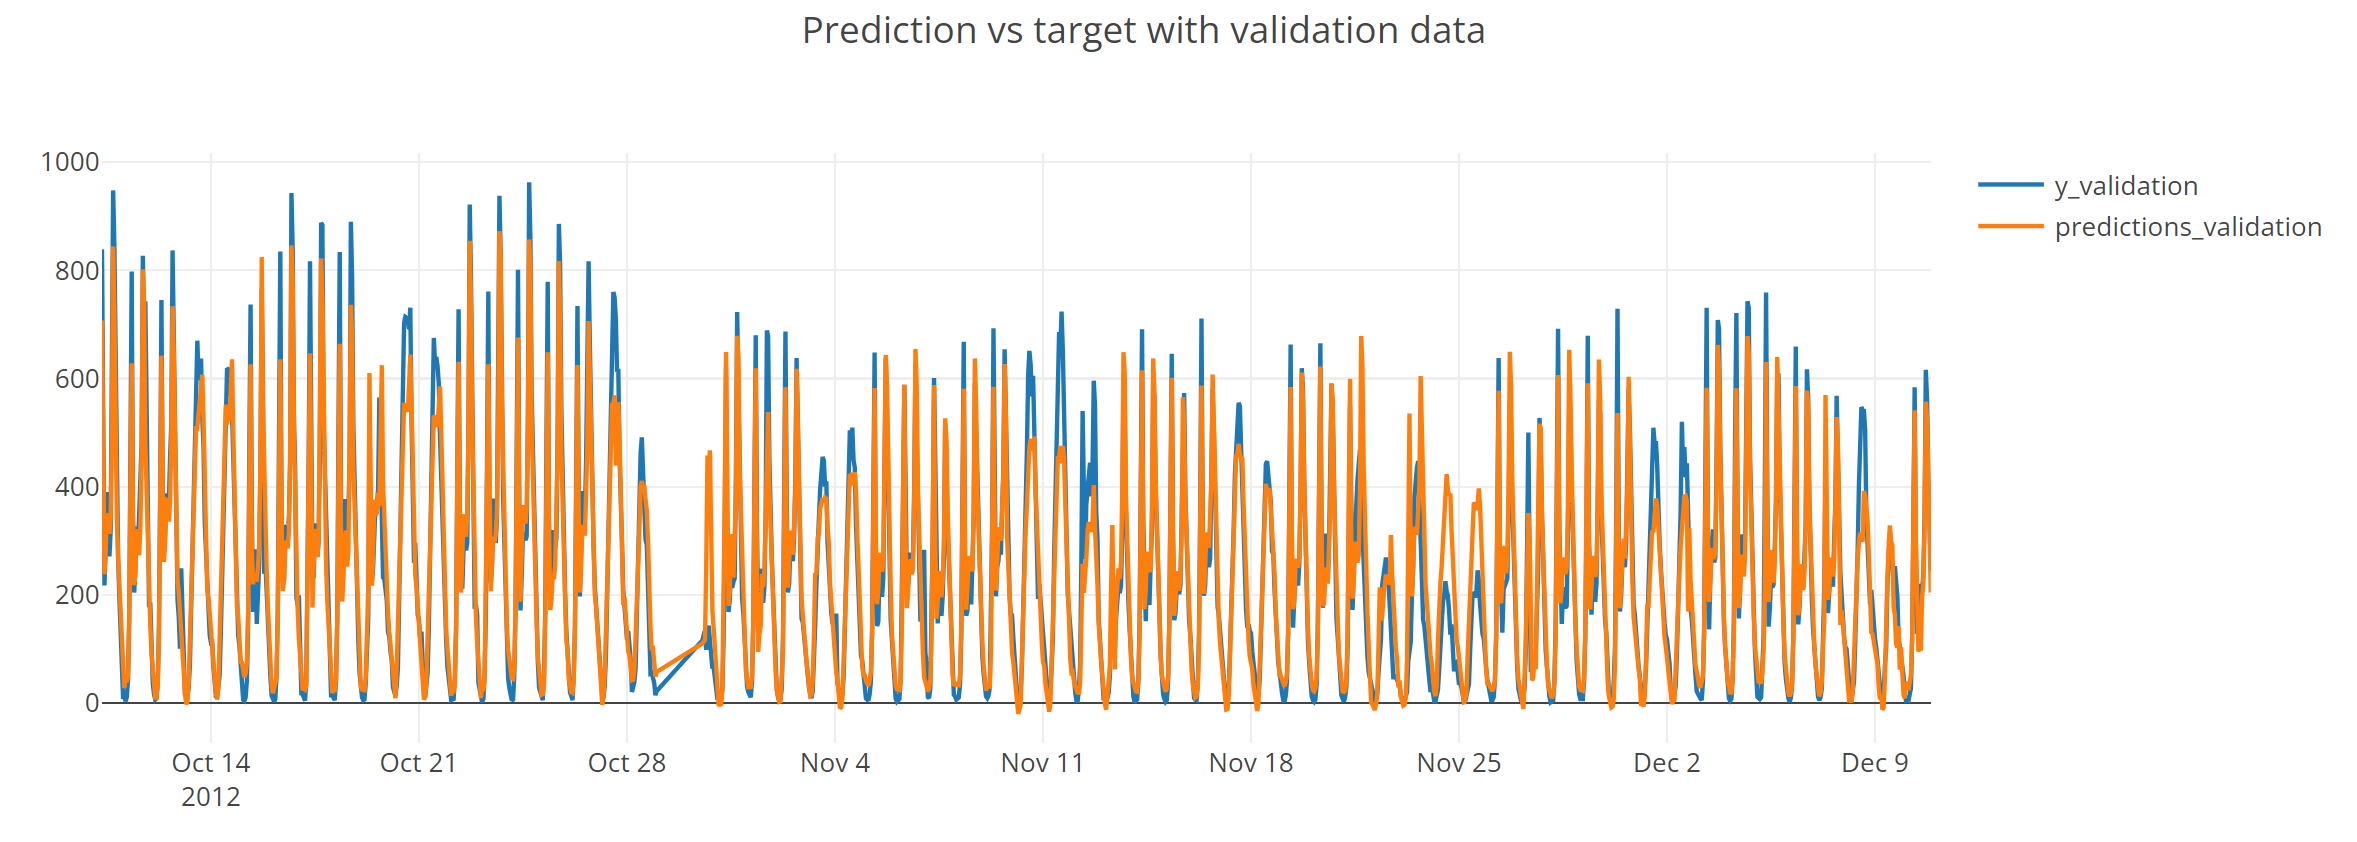 Prediction vs target with validation data
1000
800
600
400
200
0
Oct 14
2012
Oct 21
Oct 28
Nov 4
Nov 11
Nov 18
Nov 25
Dec 2
Dec 9
y_validation
predictions_validation